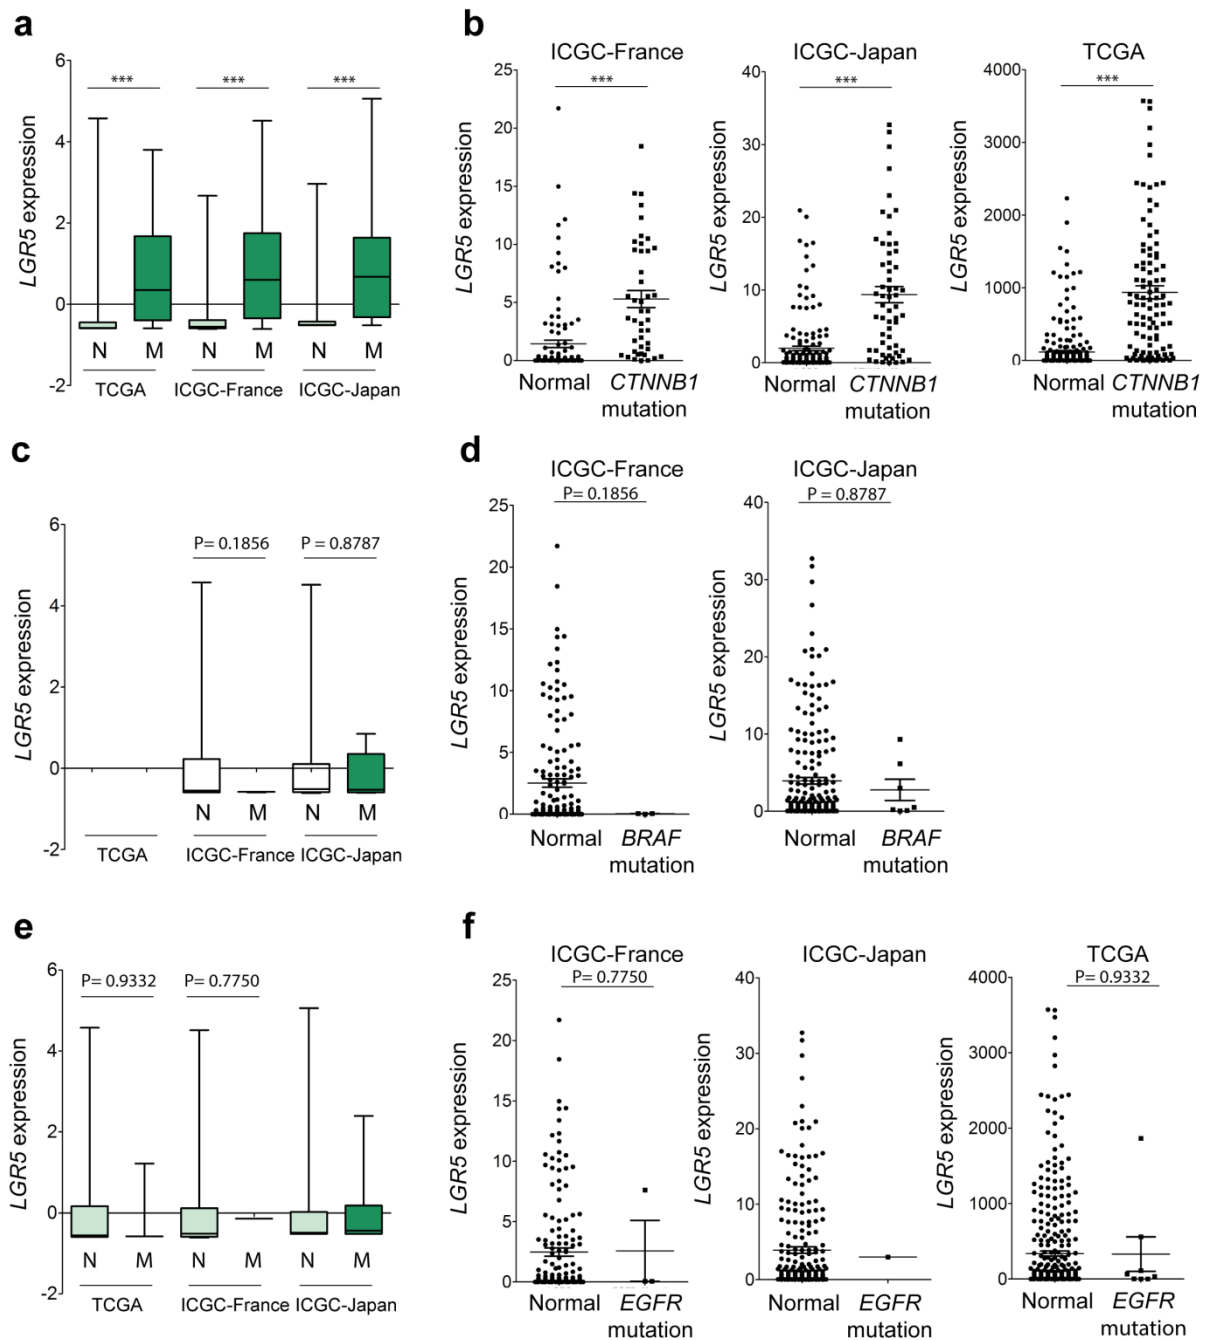 a
6
4
2
0
-2
LGR5 expression
***
***
***
N
M
N
M
N
M
TCGA
ICGC-France
ICGC-Japan
b
ICGC-France
***
25
20
15
10
5
0
LGR5 expression
Normal
CTNNB1
mutation
ICGC-Japan
***
40
30
20
10
0
LGR5 expression
Normal
CTNNB1
mutation
TCGA
***
4000
3000
2000
1000
0
LGR5 expression
Normal
CTNNB1
mutation
c
6
4
2
0
-2
LGR5 expression
P= 0.1856
P = 0.8787
N
M
N
M
TCGA
ICGC-France
ICGC-Japan
d
ICGC-France
P = 0.1856
25
20
15
10
5
0
LGR5 expression
Normal
BRAF
mutation
ICGC-Japan
P = 0.8787
40
30
20
10
0
LGR5 expression
Normal
BRAF
mutation
e
6
4
2
0
-2
LGR5 expression
P= 0.9332
P= 0.7750
N
M
N
M
N
M
TCGA
ICGC-France
ICGC-Japan
f
ICGC-France
P= 0.7750
25
20
15
10
5
0
LGR5 expression
Normal
EGFR
mutation
ICGC-Japan
40
30
20
10
0
LGR5 expression
Normal
EGFR
mutation
TCGA
P= 0.9332
4000
3000
2000
1000
0
LGR5 expression
Normal
EGFR
mutation